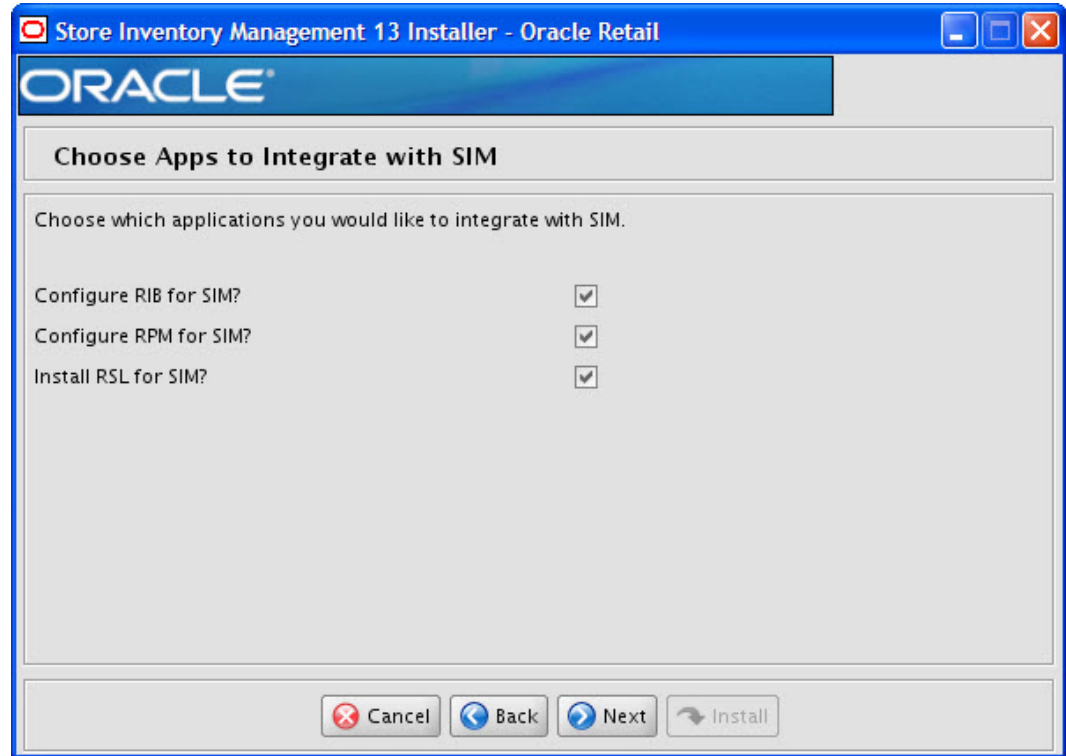 Store Inventory Management 13 Installer - Oracle Retail
ORACLE®
Choose Apps to Integrate with SIM
Choose which applications you would like to integrate with SIM.
Configure RIB for SIM?
Configure RPM for SIM?
Install RSL for SIM?
Cancel Back Next Install